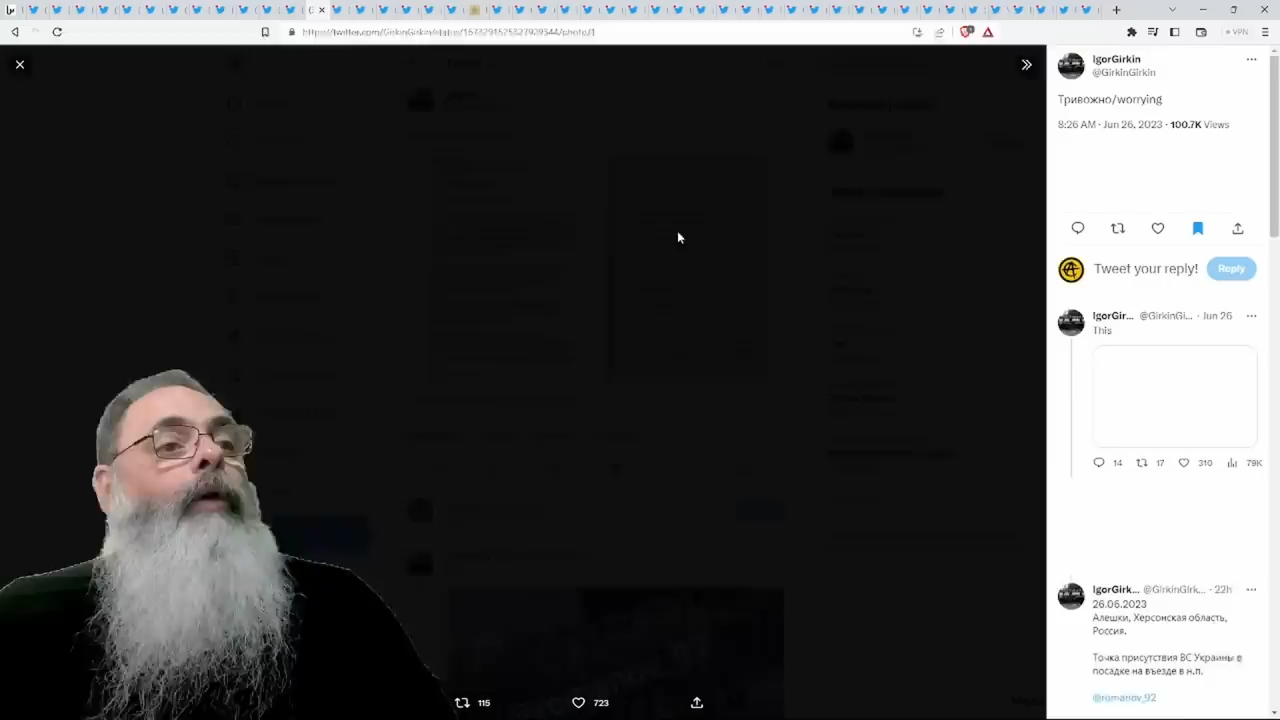 VPN
IgorGirkin
@GirkinGirkin
Тривожно/worrying
8:26 AM · Jun 26, 2023 · 100.7K Views
Tweet your reply!
Reply
IgorGir... @GirkinGi... · Jun 26
This
14 17 310 79K
IgorGirk... @GirkinGirk... · 22h
26.06.2023
Алешки, Херсонская область,
Россия.
Точка присутствия ВС Украины в
посадке на въезде в н.п.
@romanov_92
115 723